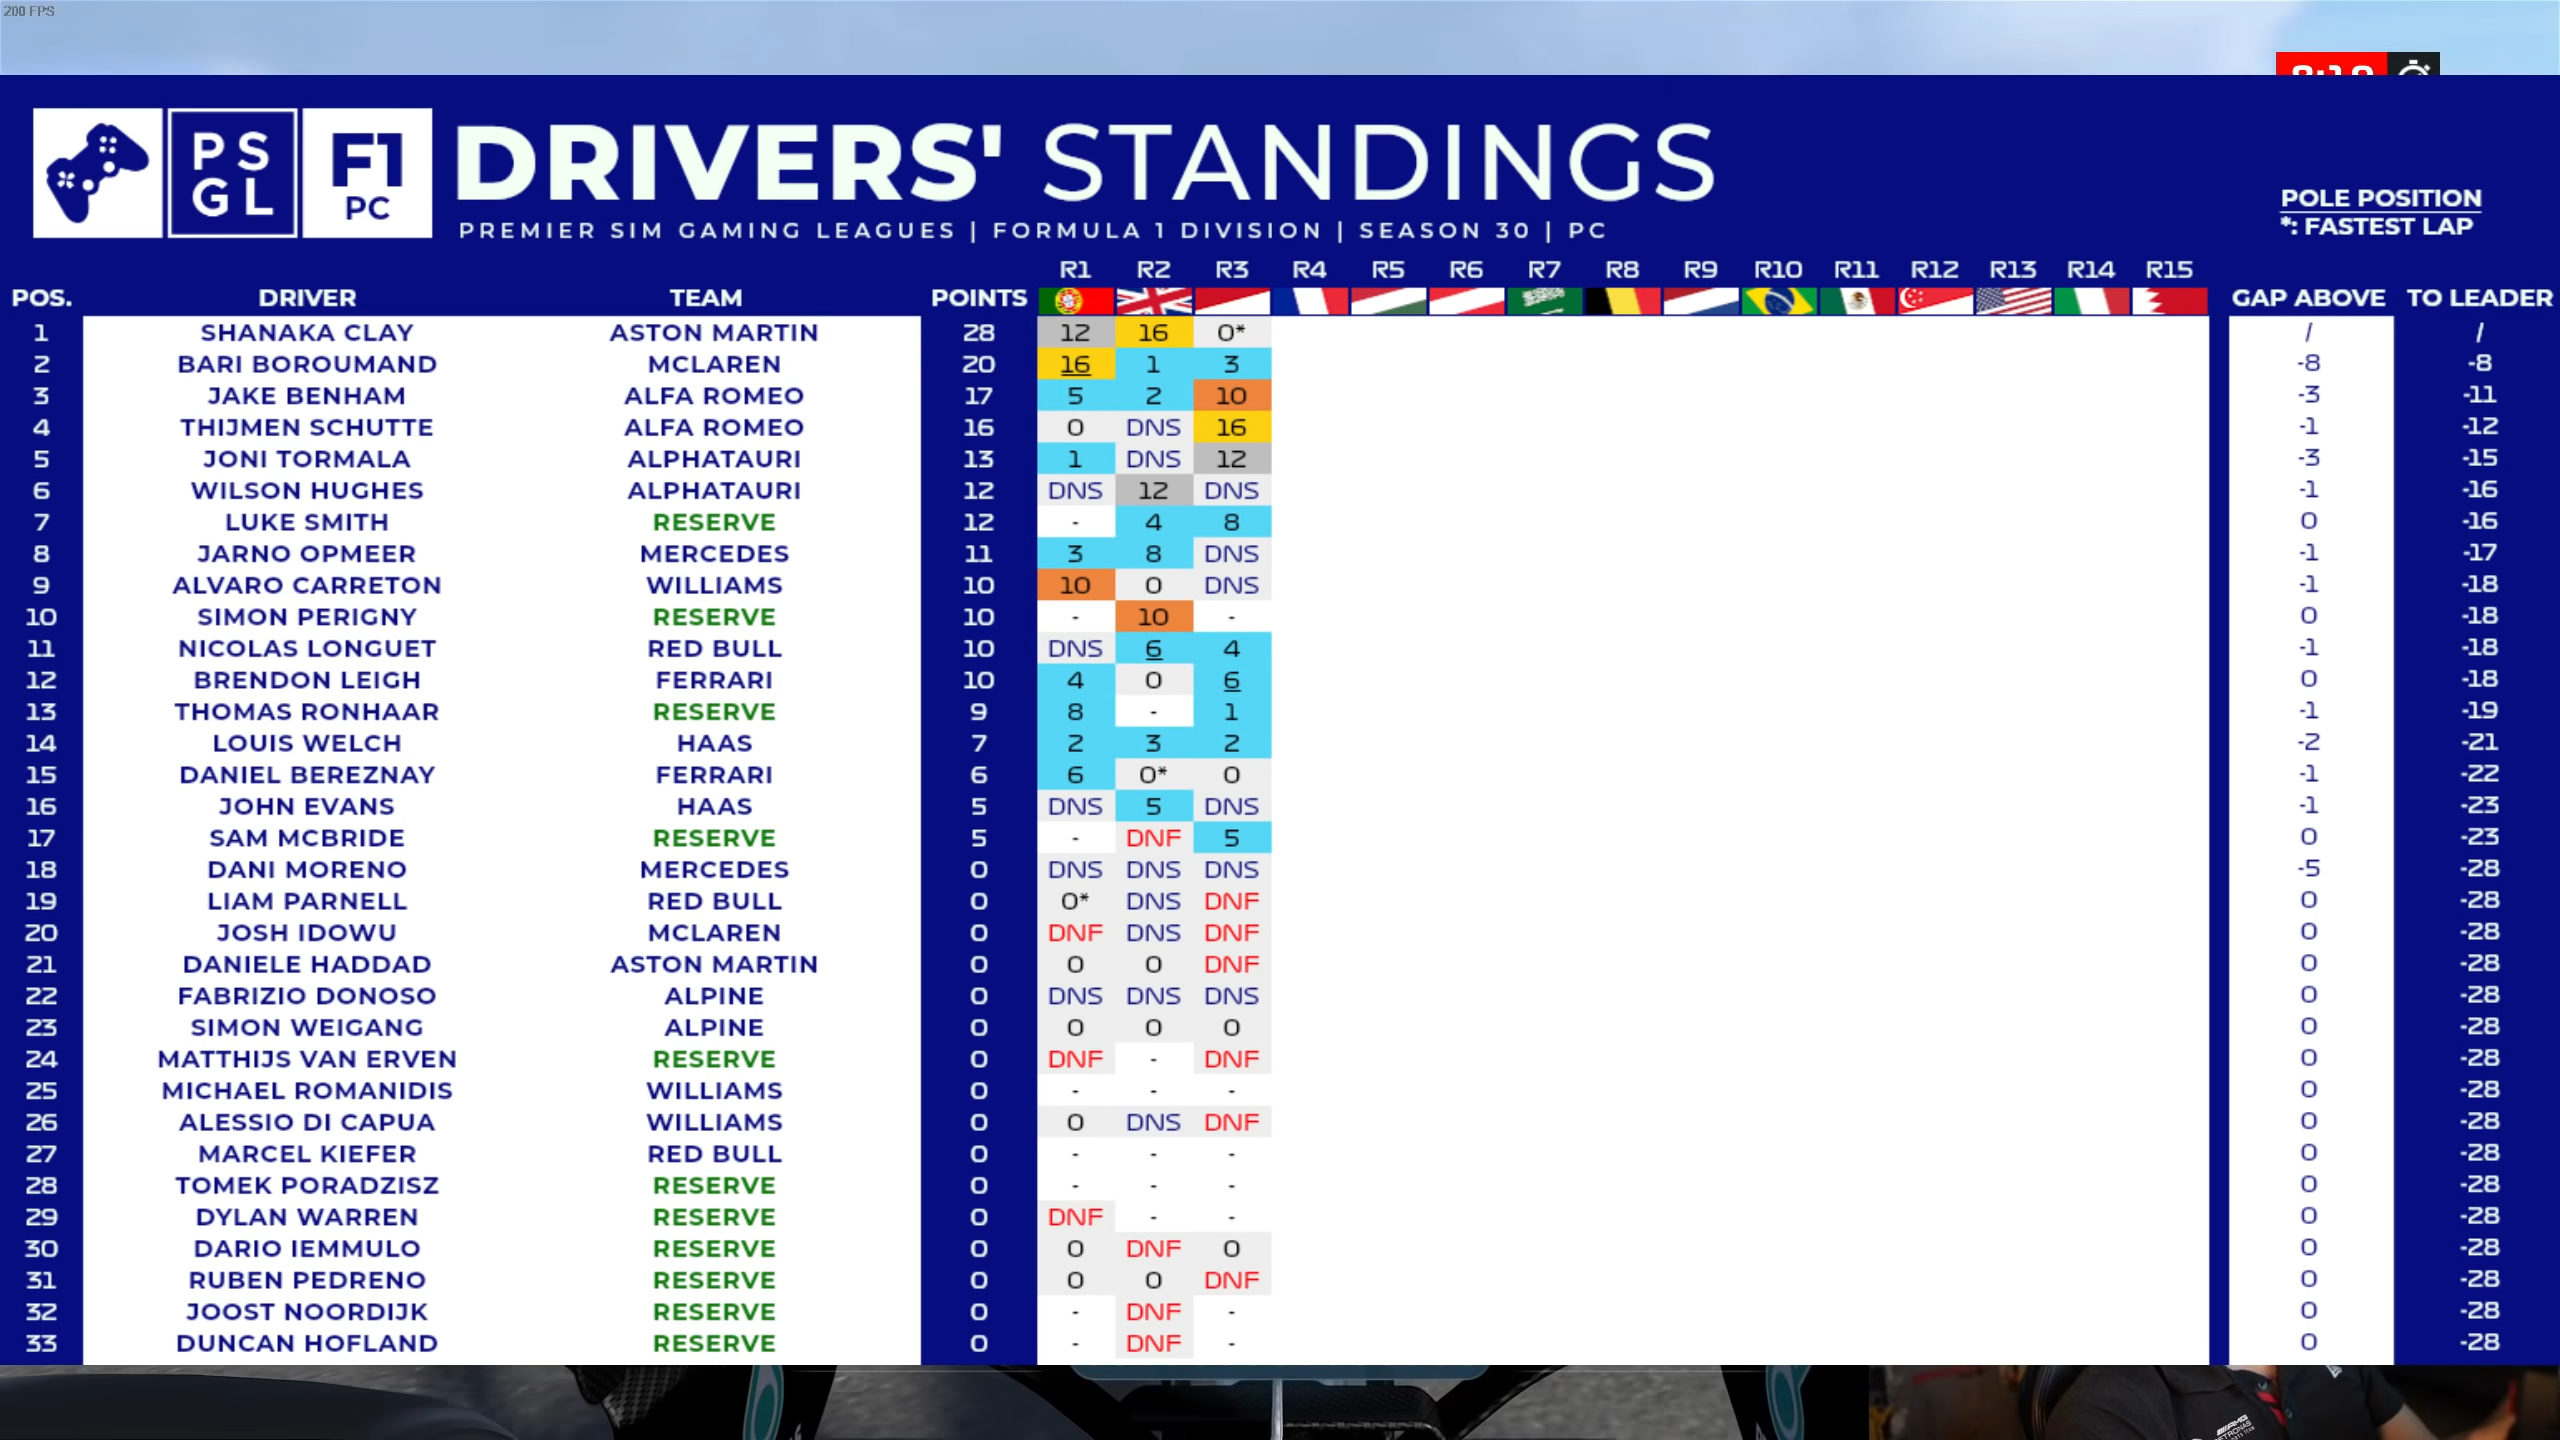 200 FPS
PS
GL
F1
PC
DRIVERS' STANDINGS
PREMIER SIM GAMING LEAGUES | FORMULA 1 DIVISION | SEASON 30 | PC
POLE POSITION
*: FASTEST LAP
R1 R2 R3 R4 R5 R6 R7 R8 R9 R10 R11 R12 R13 R14 R15
POS. DRIVER TEAM POINTS GAP ABOVE TO LEADER
1 SHANAKA CLAY ASTON MARTIN 28 12 16 0* / /
2 BARI BOROUMAND MCLAREN 20 16 1 3 -8 -8
3 JAKE BENHAM ALFA ROMEO 17 5 2 10 -3 -11
4 THIJMEN SCHUTTE ALFA ROMEO 16 0 DNS 16 -1 -12
5 JONI TORMALA ALPHATAURI 13 1 DNS 12 -3 -15
6 WILSON HUGHES ALPHATAURI 12 DNS 12 DNS -1 -16
7 LUKE SMITH RESERVE 12 - 4 8 0 -16
8 JARNO OPMEER MERCEDES 11 3 8 DNS -1 -17
9 ALVARO CARRETON WILLIAMS 10 10 0 DNS -1 -18
10 SIMON PERIGNY RESERVE 10 - 10 - 0 -18
11 NICOLAS LONGUET RED BULL 10 DNS 6 4 -1 -18
12 BRENDON LEIGH FERRARI 10 4 0 6 0 -18
13 THOMAS RONHAAR RESERVE 9 8 - 1 -1 -19
14 LOUIS WELCH HAAS 7 2 3 2 -2 -21
15 DANIEL BEREZNAY FERRARI 6 6 0* 0 -1 -22
16 JOHN EVANS HAAS 5 DNS 5 DNS -1 -23
17 SAM MCBRIDE RESERVE 5 - DNF 5 0 -23
18 DANI MORENO MERCEDES 0 DNS DNS DNS -5 -28
19 LIAM PARNELL RED BULL 0 0* DNS DNF 0 -28
20 JOSH IDOWU MCLAREN 0 DNF DNS DNF 0 -28
21 DANIELE HADDAD ASTON MARTIN 0 0 0 DNF 0 -28
22 FABRIZIO DONOSO ALPINE 0 DNS DNS DNS 0 -28
23 SIMON WEIGANG ALPINE 0 0 0 0 0 -28
24 MATTHIJS VAN ERVEN RESERVE 0 DNF - DNF 0 -28
25 MICHAEL ROMANIDIS WILLIAMS 0 - - - 0 -28
26 ALESSIO DI CAPUA WILLIAMS 0 0 DNS DNF 0 -28
27 MARCEL KIEFER RED BULL 0 - - - 0 -28
28 TOMEK PORADZISZ RESERVE 0 - - - 0 -28
29 DYLAN WARREN RESERVE 0 DNF - - 0 -28
30 DARIO IEMMULO RESERVE 0 0 DNF 0 0 -28
31 RUBEN PEDRENO RESERVE 0 0 0 DNF 0 -28
32 JOOST NOORDIJK RESERVE 0 - DNF - 0 -28
33 DUNCAN HOFLAND RESERVE 0 - DNF - 0 -28